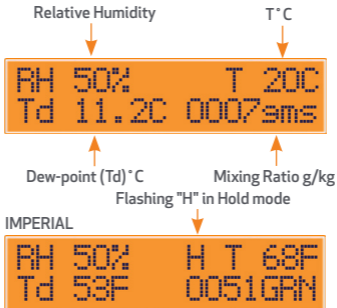 Relative Humidity T°C
RH 50% T 20C
Td 11.2C 0007gms
Dew-point (Td)°C Mixing Ratio g/kg
Flashing "H" in Hold mode
IMPERIAL
RH 50% H T 68F
Td 53F 0051GRN